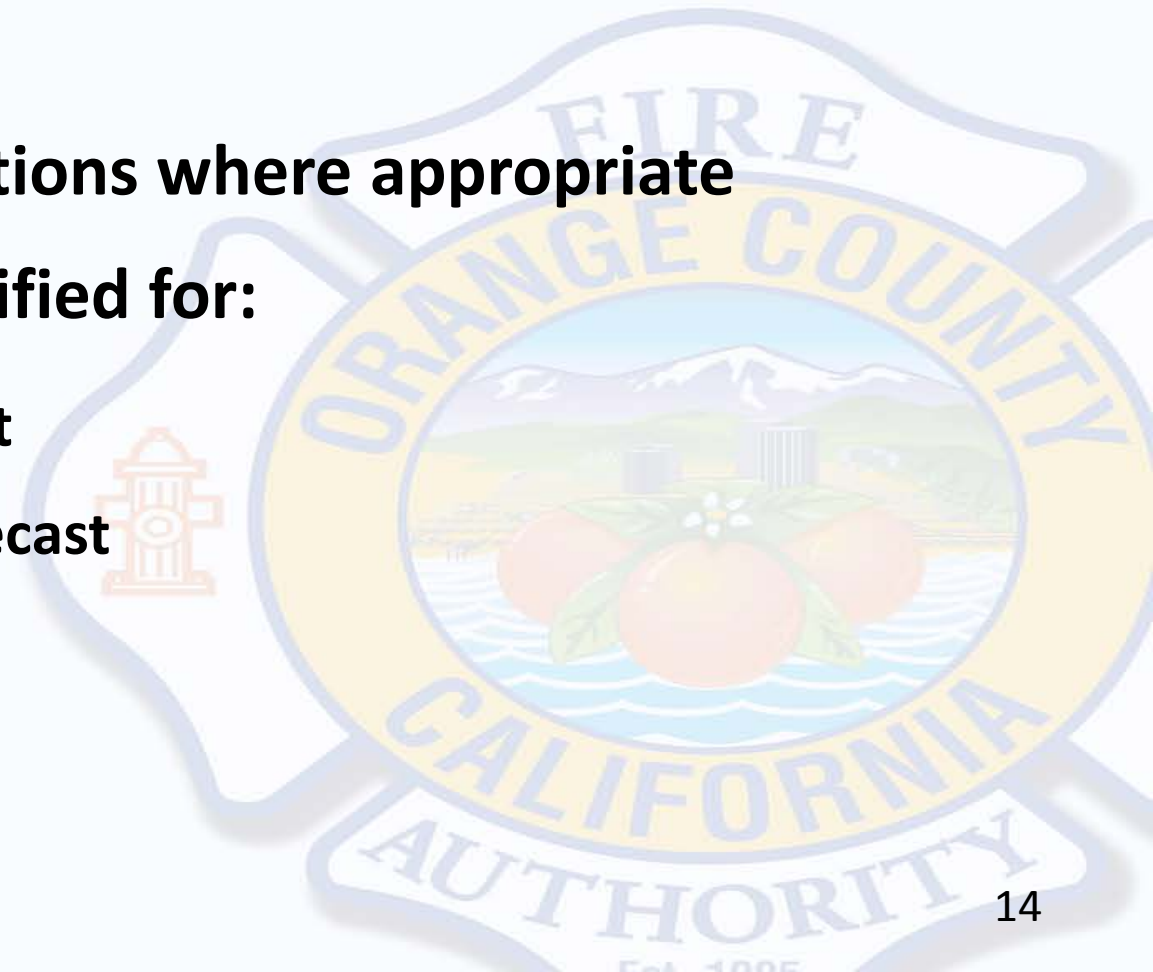 FIRE
tions where appropriate
ORANGE COUNTY
ified for:
t
ecast
CALIFORNIA
AUTHORITY
14